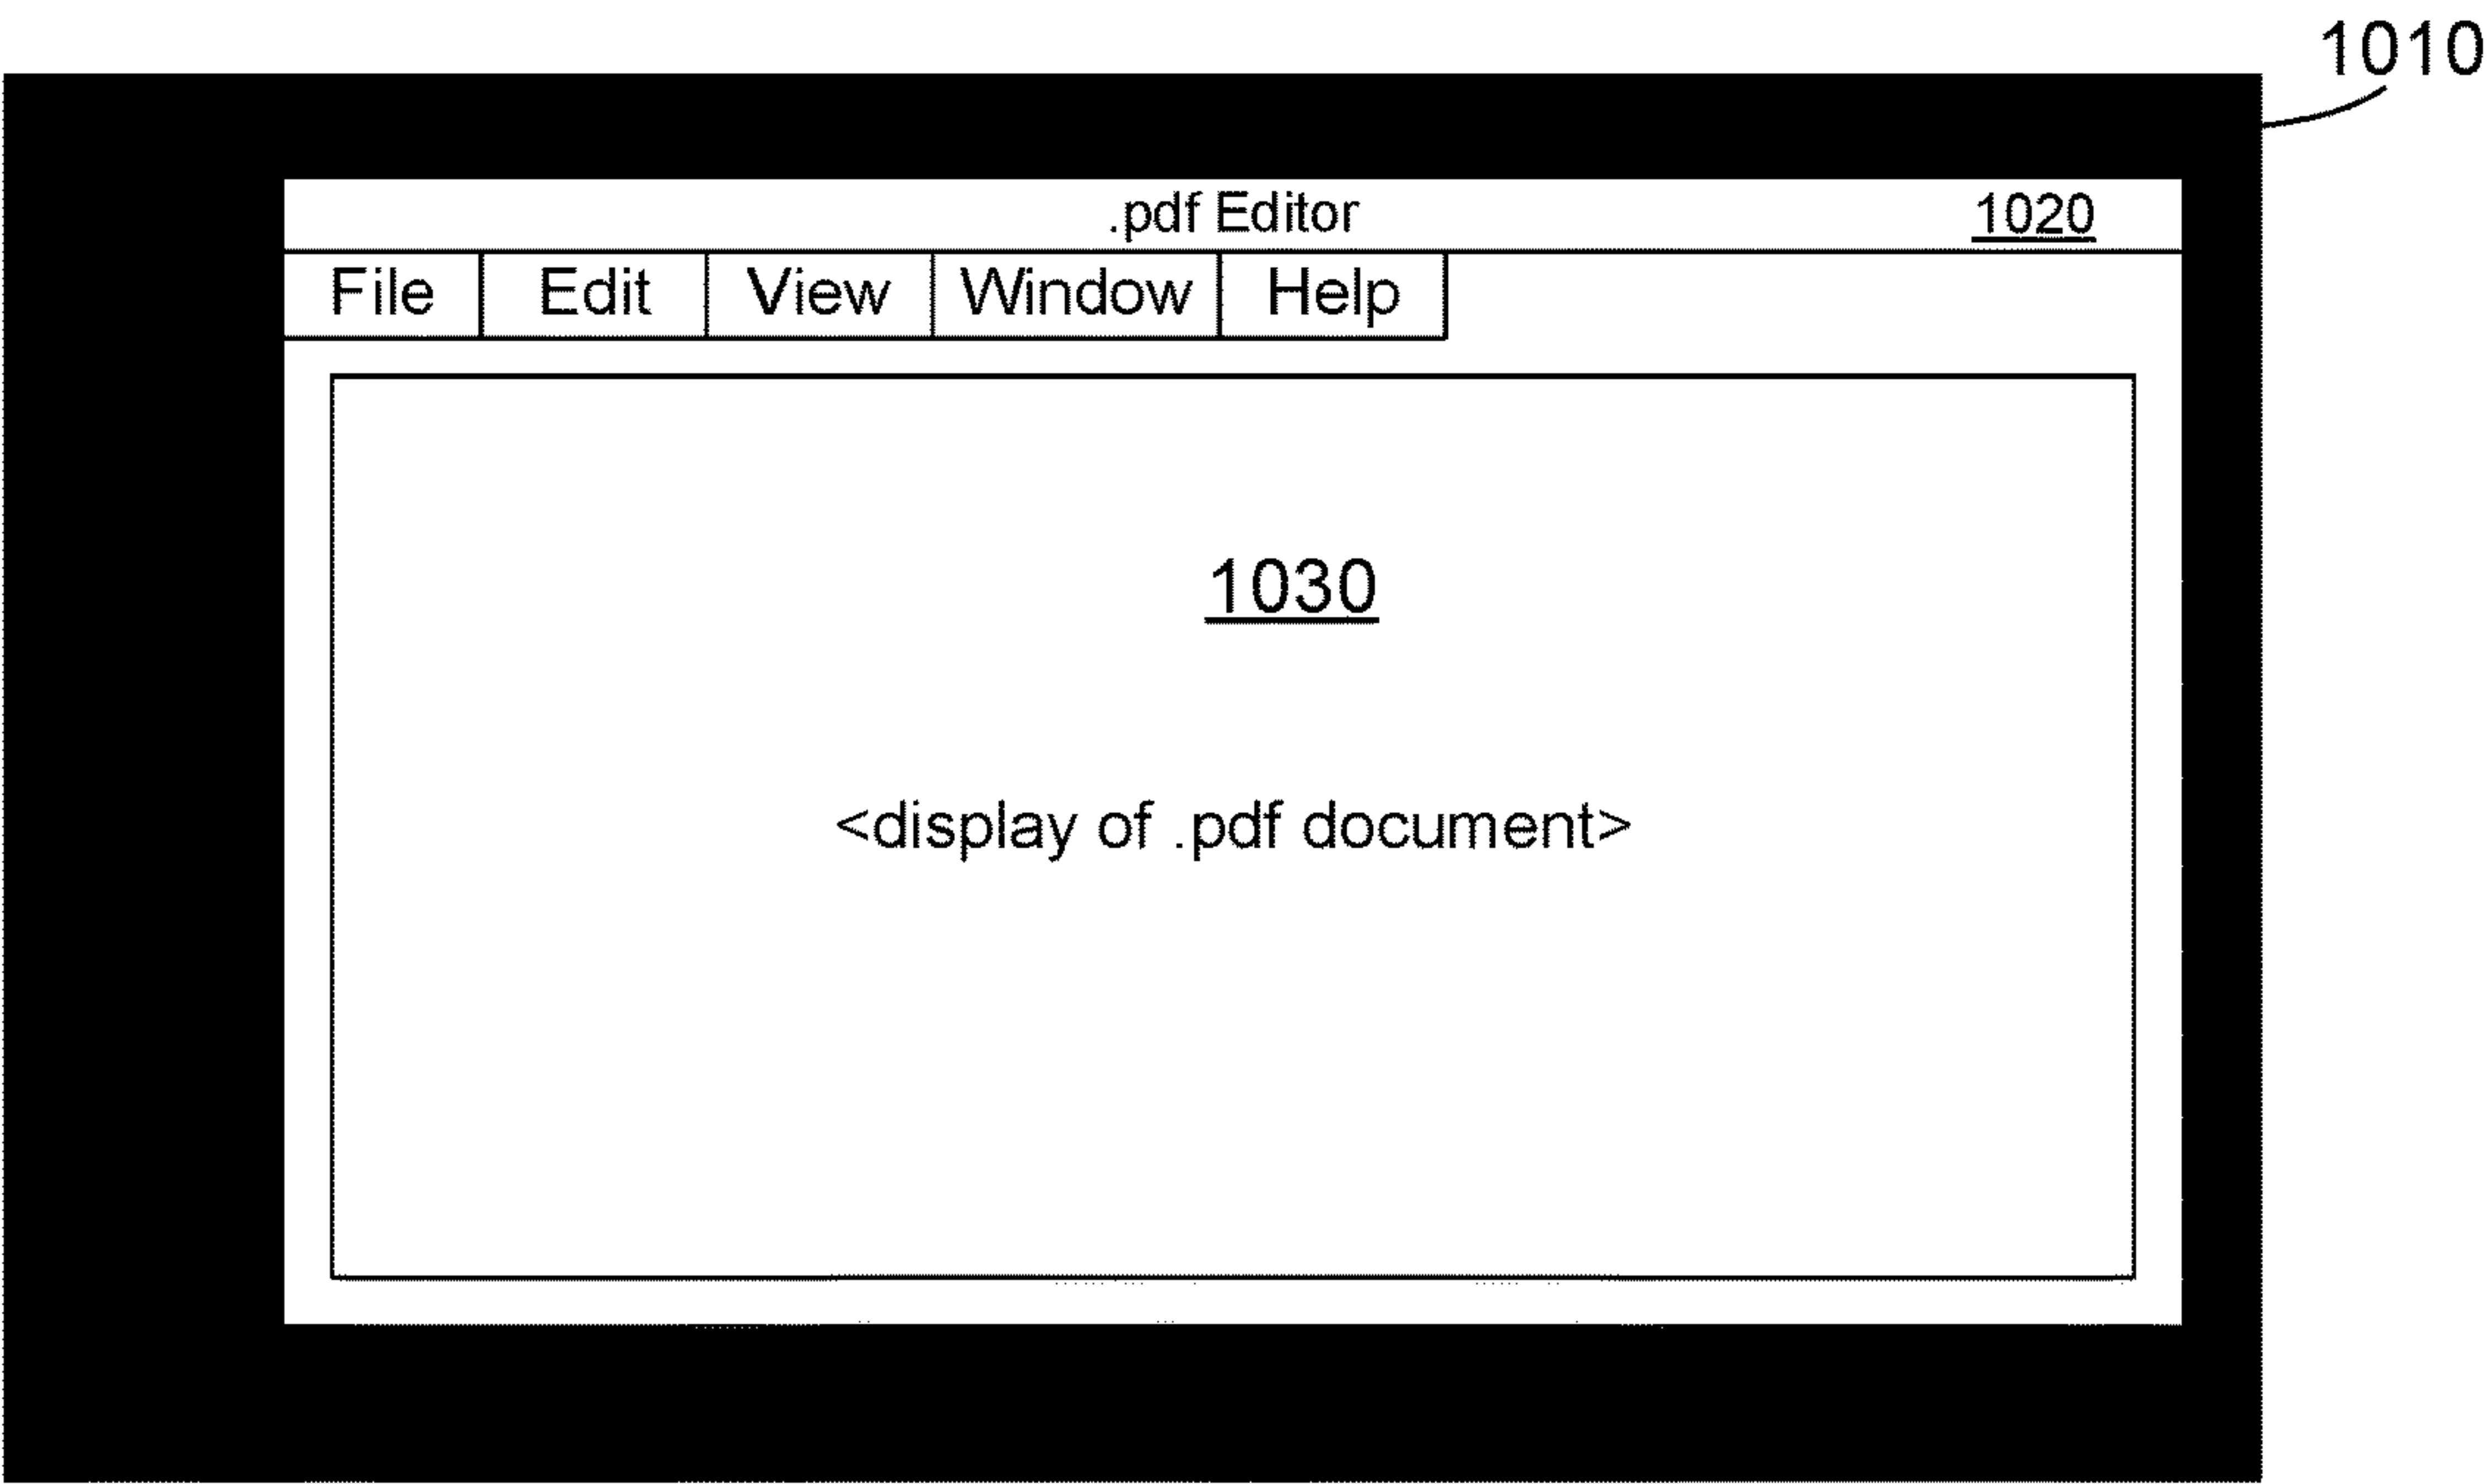 1010
.pdf Editor 1020
File Edit View Window Help
1030
<display of .pdf document>